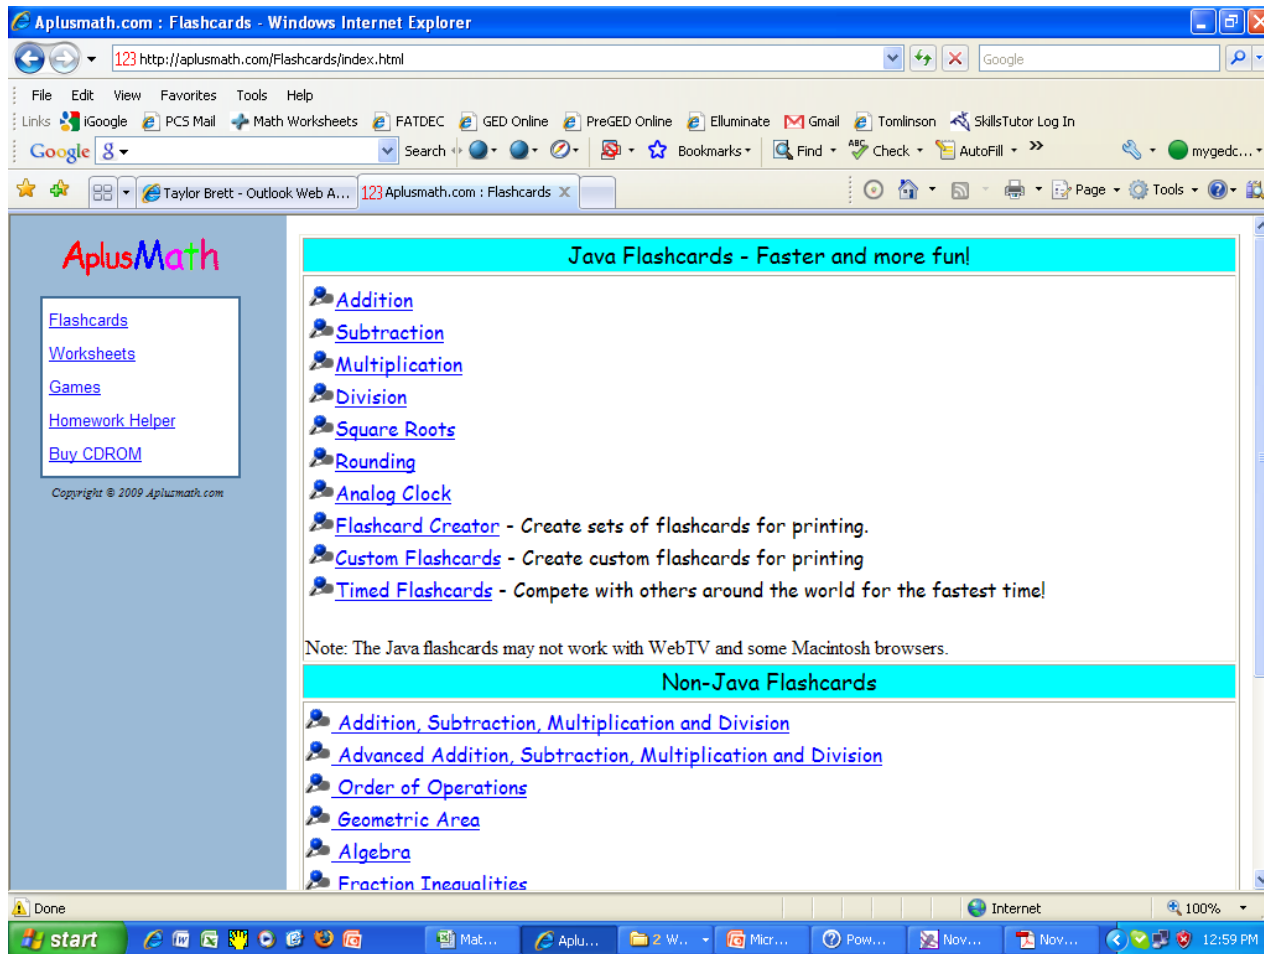 Aplusmath.com : Flashcards - Windows Internet Explorer
123 http://aplusmath.com/Flashcards/index.html
Google
File Edit View Favorites Tools Help
Links iGoogle PCS Mail Math Worksheets FATDEC GED Online PreGED Online Elluminate Gmail Tomlinson SkillsTutor Log In
Google Search Bookmarks Find Check AutoFill mygedc...
Taylor Brett - Outlook Web A... 123 Aplusmath.com : Flashcards Page Tools
AplusMath
Flashcards
Worksheets
Games
Homework Helper
Buy CDROM
Copyright © 2009 Aplusmath.com
Java Flashcards - Faster and more fun!
Addition
Subtraction
Multiplication
Division
Square Roots
Rounding
Analog Clock
Flashcard Creator - Create sets of flashcards for printing.
Custom Flashcards - Create custom flashcards for printing
Timed Flashcards - Compete with others around the world for the fastest time!
Note: The Java flashcards may not work with WebTV and some Macintosh browsers.
Non-Java Flashcards
Addition, Subtraction, Multiplication and Division
Advanced Addition, Subtraction, Multiplication and Division
Order of Operations
Geometric Area
Algebra
Fraction Inequalities
Done Internet 100%
start Mat... Aplu... 2 W... Micr... Pow... Nov... Nov... 12:59 PM